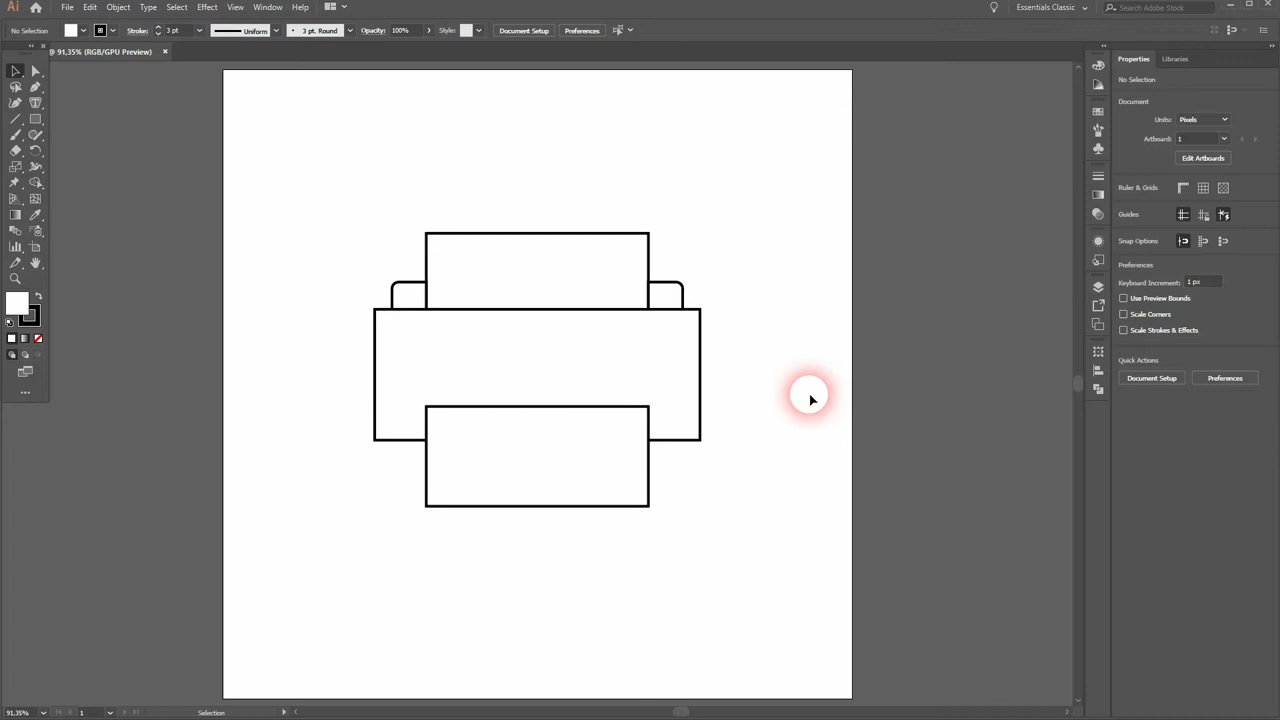 Ai File Edit Object Type Select Effect View Window Help Essentials Classic Search Adobe Stock
No Selection Stroke: 3 pt Uniform 3 pt. Round Opacity: 100% Style: Document Setup Preferences
@ 91,35% (RGB/GPU Preview) ×
Properties Libraries
No Selection
Document
Units: Pixels
Artboard: 1
Edit Artboards
Ruler & Grids
Guides
Snap Options
Preferences
Keyboard Increment: 1 px
Use Preview Bounds
Scale Corners
Scale Strokes & Effects
Quick Actions
Document Setup Preferences
91,35% 1 Selection